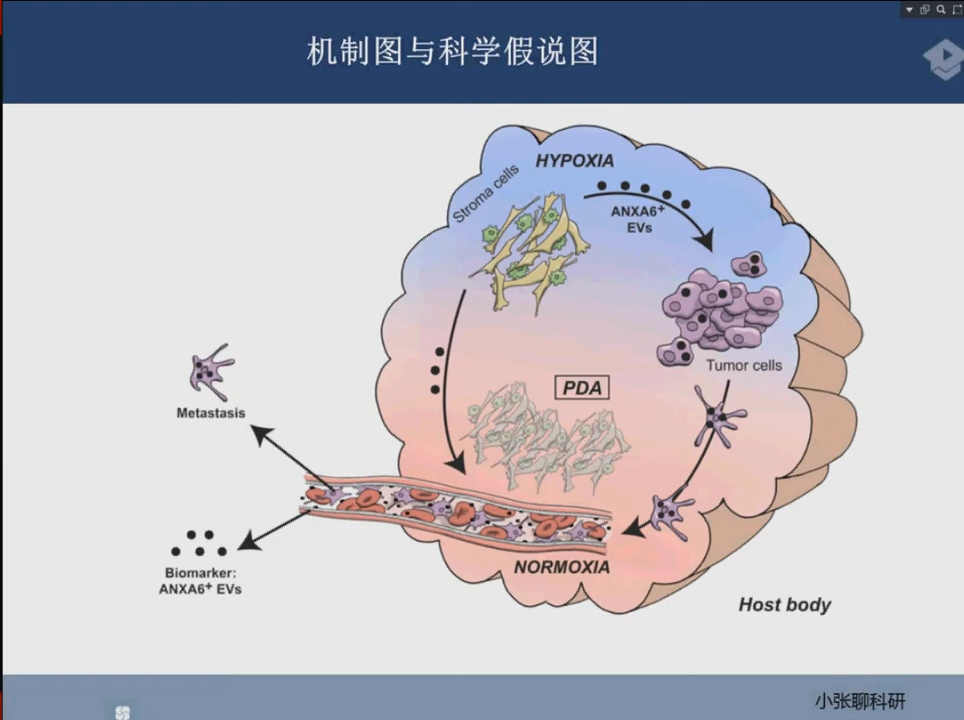 机制图与科学假说图
HYPOXIA
Stroma cells
ANXA6+
EVs
Tumor cells
PDA
Metastasis
NORMOXIA
Biomarker:
ANXA6+ EVs
Host body
小张聊科研